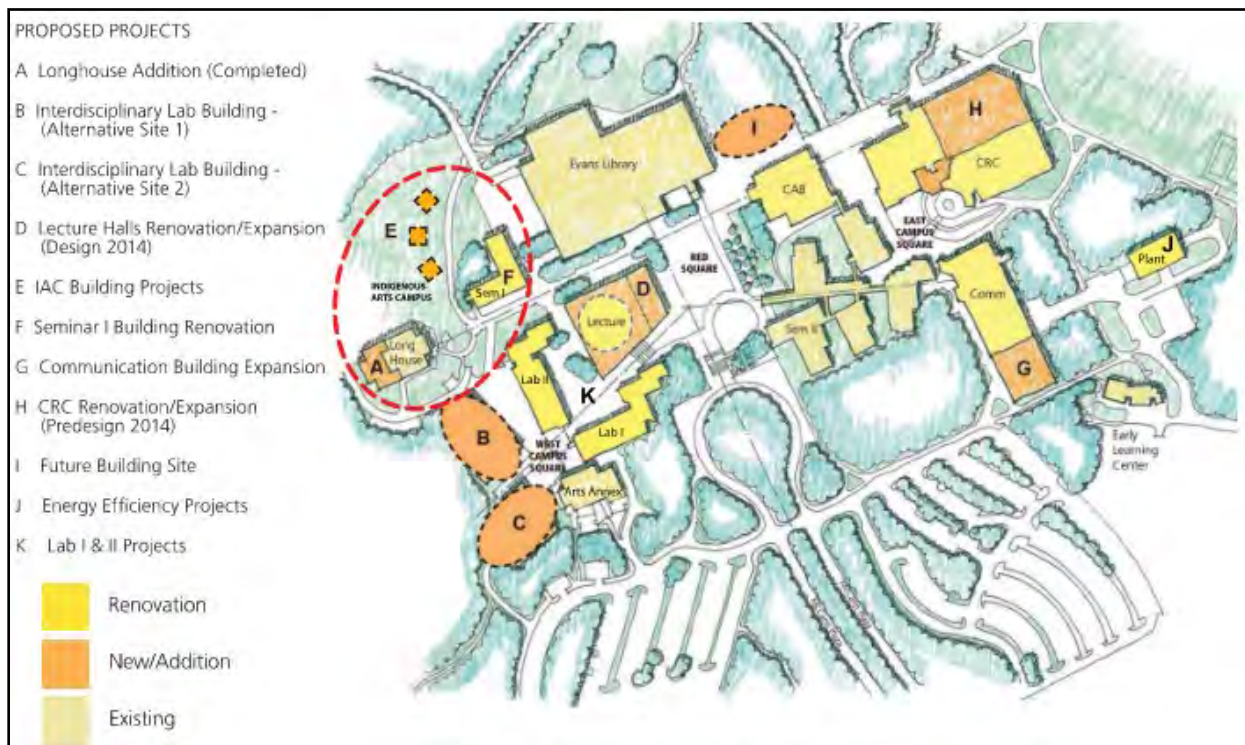 PROPOSED PROJECTS
A Longhouse Addition (Completed)
B Interdisciplinary Lab Building -
(Alternative Site 1)
C Interdisciplinary Lab Building -
(Alternative Site 2)
D Lecture Halls Renovation/Expansion
(Design 2014)
E IAC Building Projects
F Seminar I Building Renovation
G Communication Building Expansion
H CRC Renovation/Expansion
(Predesign 2014)
I Future Building Site
J Energy Efficiency Projects
K Lab I & II Projects
Renovation
New/Addition
Existing
H
I
Evans Library
CRC
CAB
E
EAST
CAMPUS
SQUARE
J
Plant
RED
SQUARE
INDIGENOUS
ARTS CAMPUS
F
Sem I
D
Lecture
Comm
Sem II
A
Long
House
G
Lab II
K
Lab I
B
WEST
CAMPUS
SQUARE
Early
Learning
Center
Arts Annex
C